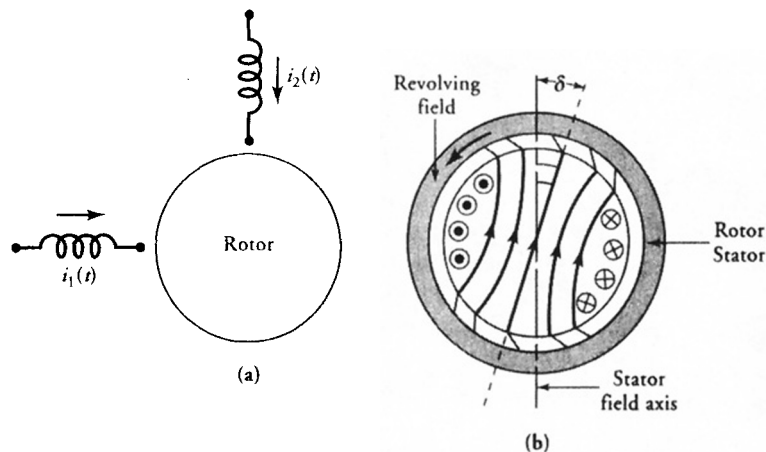 i₂(t)
Rotor
i₁(t)
(a)
δ
Revolving
field
Rotor
Stator
Stator
field axis
(b)